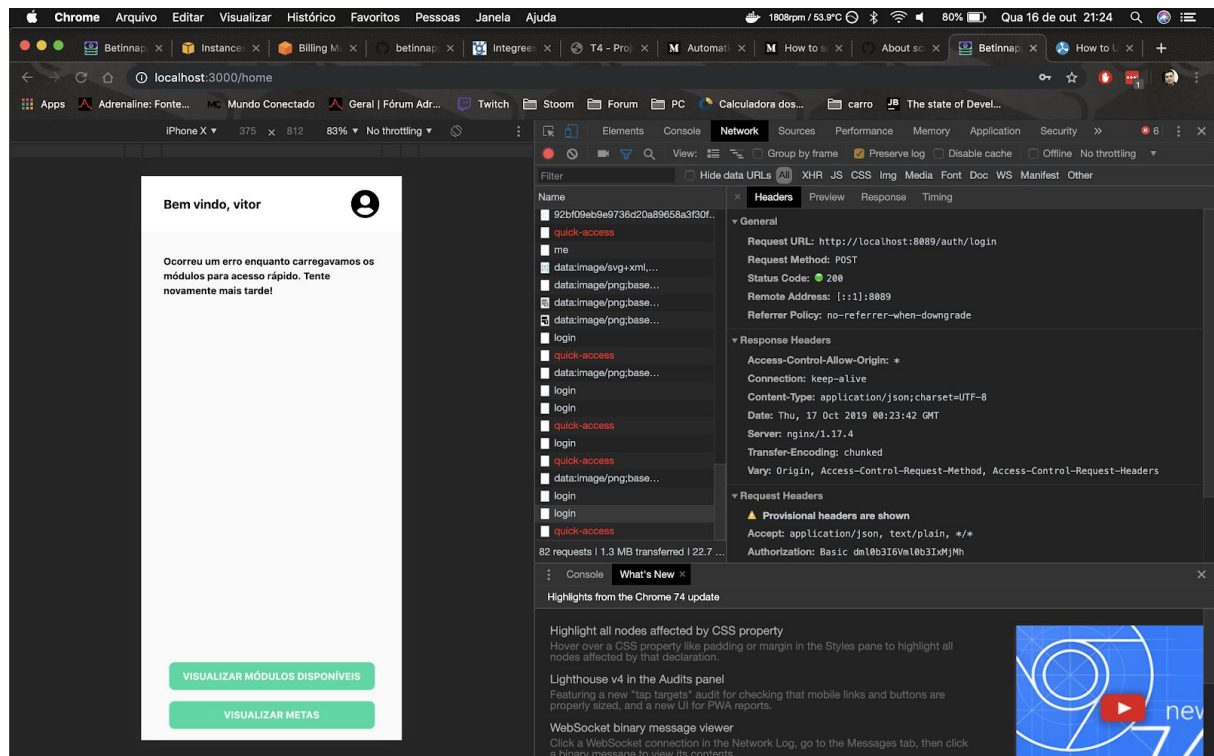 Chrome Arquivo Editar Visualizar Histórico Favoritos Pessoas Janela Ajuda 1808rpm / 53.9°C 80% Qua 16 de out 21:24
Betinnap Instances Billing M betinnap Integrees T4 - Proj Automati How to s About sc Betinnap How to U
localhost:3000/home
Apps Adrenaline: Fonte... Mundo Conectado Geral | Fórum Adr... Twitch Stoom Forum PC Calculadora dos... carro The state of Devel...
iPhone X 375 x 812 83% No throttling
Elements Console Network Sources Performance Memory Application Security » 6
View: Group by frame Preserve log Disable cache Offline No throttling
Filter Hide data URLs All XHR JS CSS Img Media Font Doc WS Manifest Other
Bem vindo, vitor
Ocorreu um erro enquanto carregavamos os
módulos para acesso rápido. Tente
novamente mais tarde!
VISUALIZAR MÓDULOS DISPONÍVEIS
VISUALIZAR METAS
Name
92bf09eb9e9736d20a89658a3f30f..
quick-access
me
data:image/svg+xml,...
data:image/png;base...
data:image/png;base...
data:image/png;base...
login
quick-access
data:image/png;base...
login
login
quick-access
login
quick-access
data:image/png;base...
login
login
quick-access
82 requests | 1.3 MB transferred | 22.7 ...
Headers Preview Response Timing
General
Request URL: http://localhost:8089/auth/login
Request Method: POST
Status Code: 200
Remote Address: [::1]:8089
Referrer Policy: no-referrer-when-downgrade
Response Headers
Access-Control-Allow-Origin: *
Connection: keep-alive
Content-Type: application/json;charset=UTF-8
Date: Thu, 17 Oct 2019 00:23:42 GMT
Server: nginx/1.17.4
Transfer-Encoding: chunked
Vary: Origin, Access-Control-Request-Method, Access-Control-Request-Headers
Request Headers
Provisional headers are shown
Accept: application/json, text/plain, */*
Authorization: Basic dml0b3I6Vml0b3IxMjMh
Console What's New
Highlights from the Chrome 74 update
Highlight all nodes affected by CSS property
Hover over a CSS property like padding or margin in the Styles pane to highlight all
nodes affected by that declaration.
Lighthouse v4 in the Audits panel
Featuring a new "tap targets" audit for checking that mobile links and buttons are
properly sized, and a new UI for PWA reports.
WebSocket binary message viewer
Click a WebSocket connection in the Network Log, go to the Messages tab, then click
a binary message to view its contents.
new